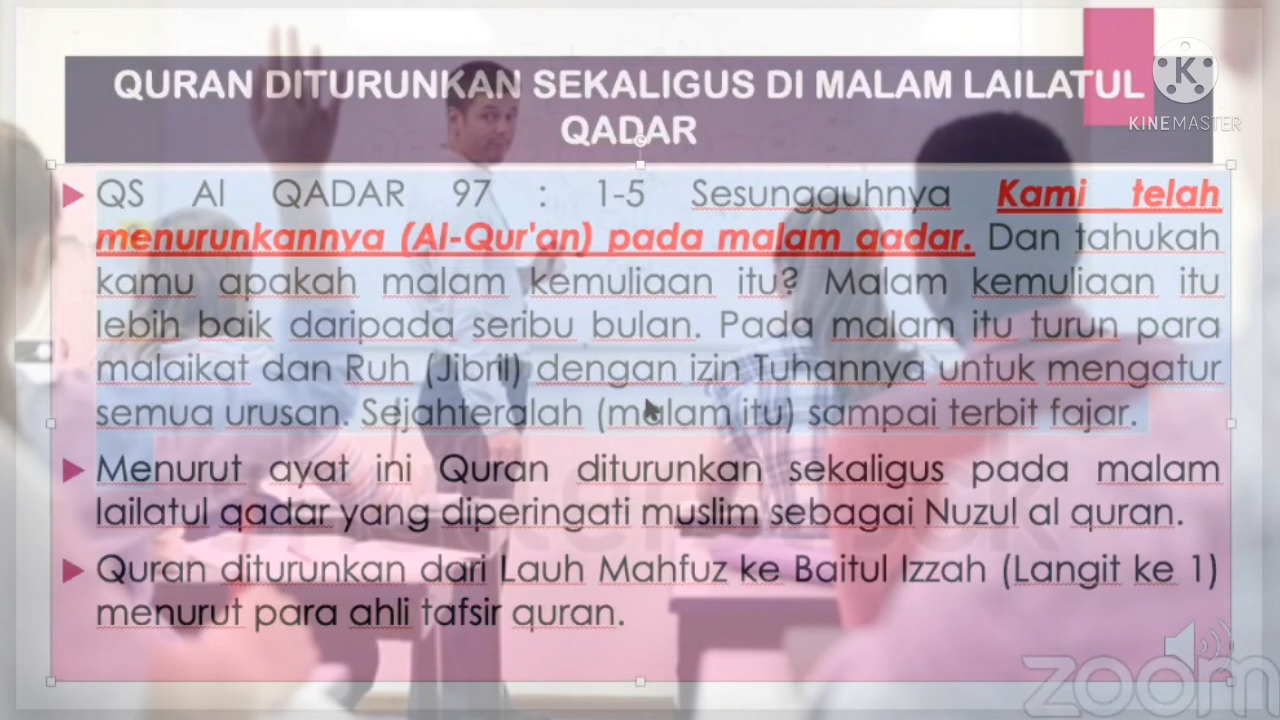 QURAN DITURUNKAN SEKALIGUS DI MALAM LAILATUL
QADAR
K
KINEMASTER
QS Al QADAR 97 : 1-5 Sesungguhnya Kami telah
menurunkannya (Al-Qur'an) pada malam qadar. Dan tahukah
kamu apakah malam kemuliaan itu? Malam kemuliaan itu
lebih baik daripada seribu bulan. Pada malam itu turun para
malaikat dan Ruh (Jibril) dengan izin Tuhannya untuk mengatur
semua urusan. Sejahteralah (malam itu) sampai terbit fajar.
Menurut ayat ini Quran diturunkan sekaligus pada malam
lailatul qadar yang diperingati muslim sebagai Nuzul al quran.
Quran diturunkan dari Lauh Mahfuz ke Baitul Izzah (Langit ke 1)
menurut para ahli tafsir quran.
zoom